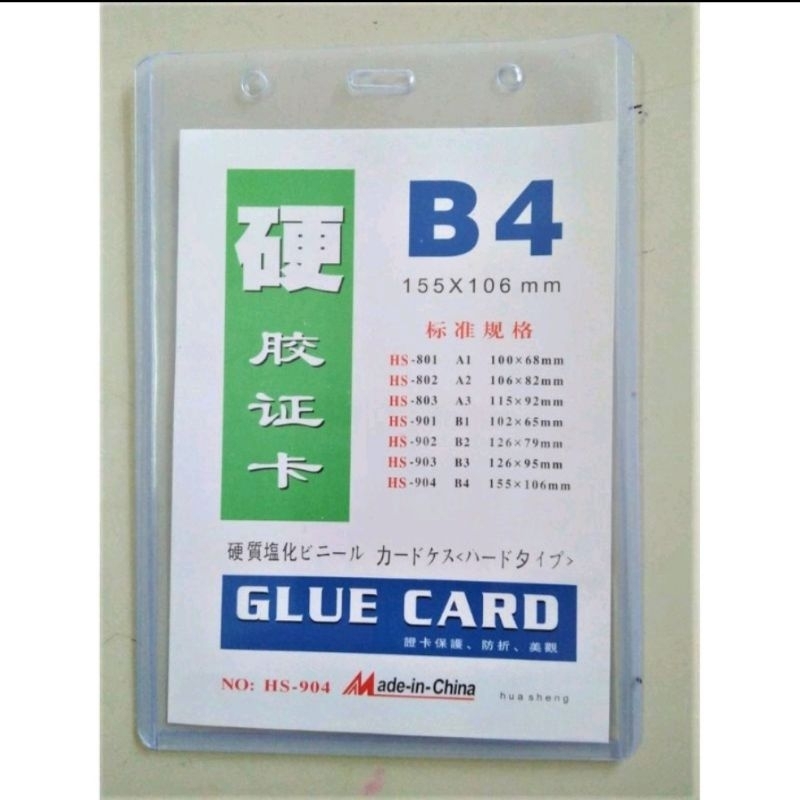 硬
胶
证
卡
B4
155X106 mm
标准规格
HS-801 A1 100×68mm
HS-802 A2 106×82mm
HS-803 A3 115×92mm
HS-901 B1 102×65mm
HS-902 B2 126×79mm
HS-903 B3 126×95mm
HS-904 B4 155×106mm
硬質塩化ビニール カードケス<ハードタイプ>
GLUE CARD
證卡保護、防折、美觀
NO: HS-904 Made-in-China huasheng